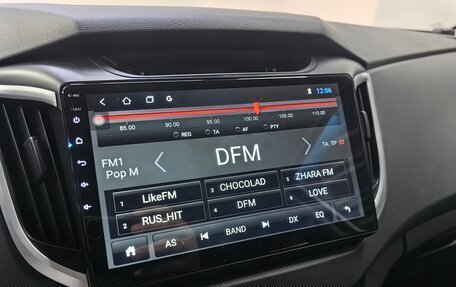 G 12:06
85.00 90.00 95.00 100.00 105.00 110.00
REG TA AF PTY
FM1
Pop M
DFM
TA TP ST
1 LikeFM 3 CHOCOLAD 5 ZHARA FM
2 RUS_HIT 4 DFM 6 LOVE
AS BAND DX EQ